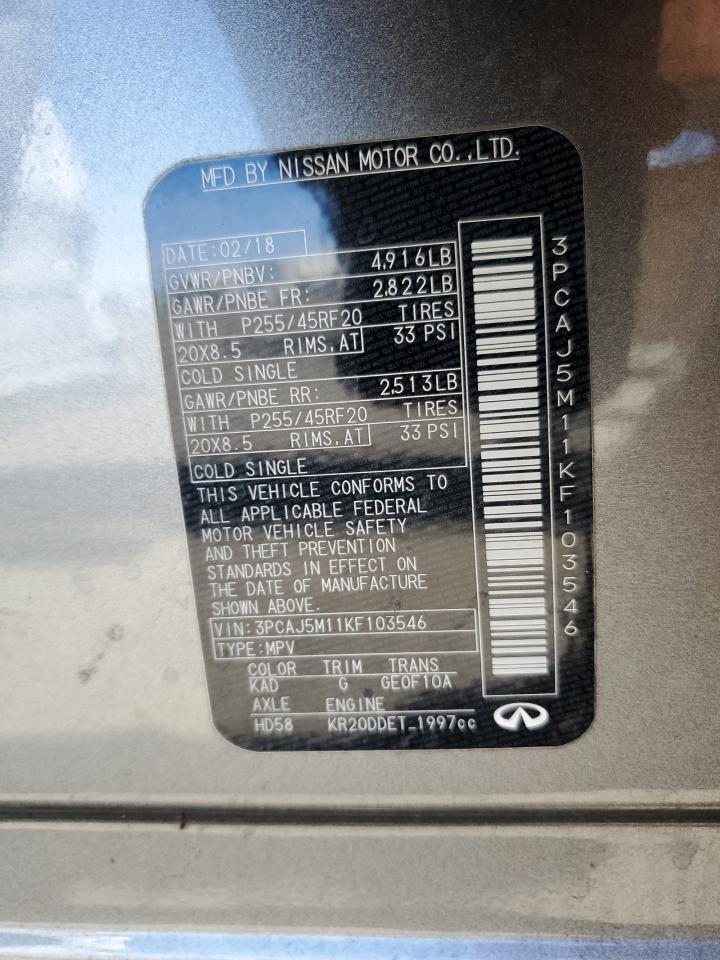 MFD BY NISSAN MOTOR CO.,LTD.
DATE:02/18
GVWR/PNBV: 4,916LB
GAWR/PNBE FR: 2,822LB
WITH P255/45RF20 TIRES
20X8.5 RIMS,AT 33 PSI
COLD SINGLE
GAWR/PNBE RR: 2,513LB
WITH P255/45RF20 TIRES
20X8.5 RIMS,AT 33 PSI
COLD SINGLE
THIS VEHICLE CONFORMS TO
ALL APPLICABLE FEDERAL
MOTOR VEHICLE SAFETY
AND THEFT PREVENTION
STANDARDS IN EFFECT ON
THE DATE OF MANUFACTURE
SHOWN ABOVE.
VIN:3PCAJ5M11KF103546
TYPE:MPV
COLOR TRIM TRANS
KAD G GE0F10A
AXLE ENGINE
HD58 KR20DDET 1997cc
3PCAJ5M11KF103546